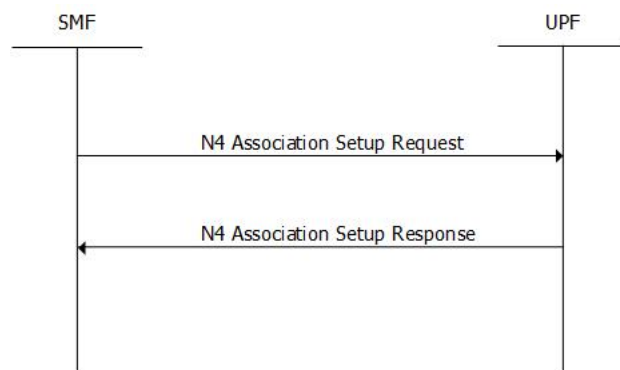 SMF
UPF
N4 Association Setup Request
N4 Association Setup Response